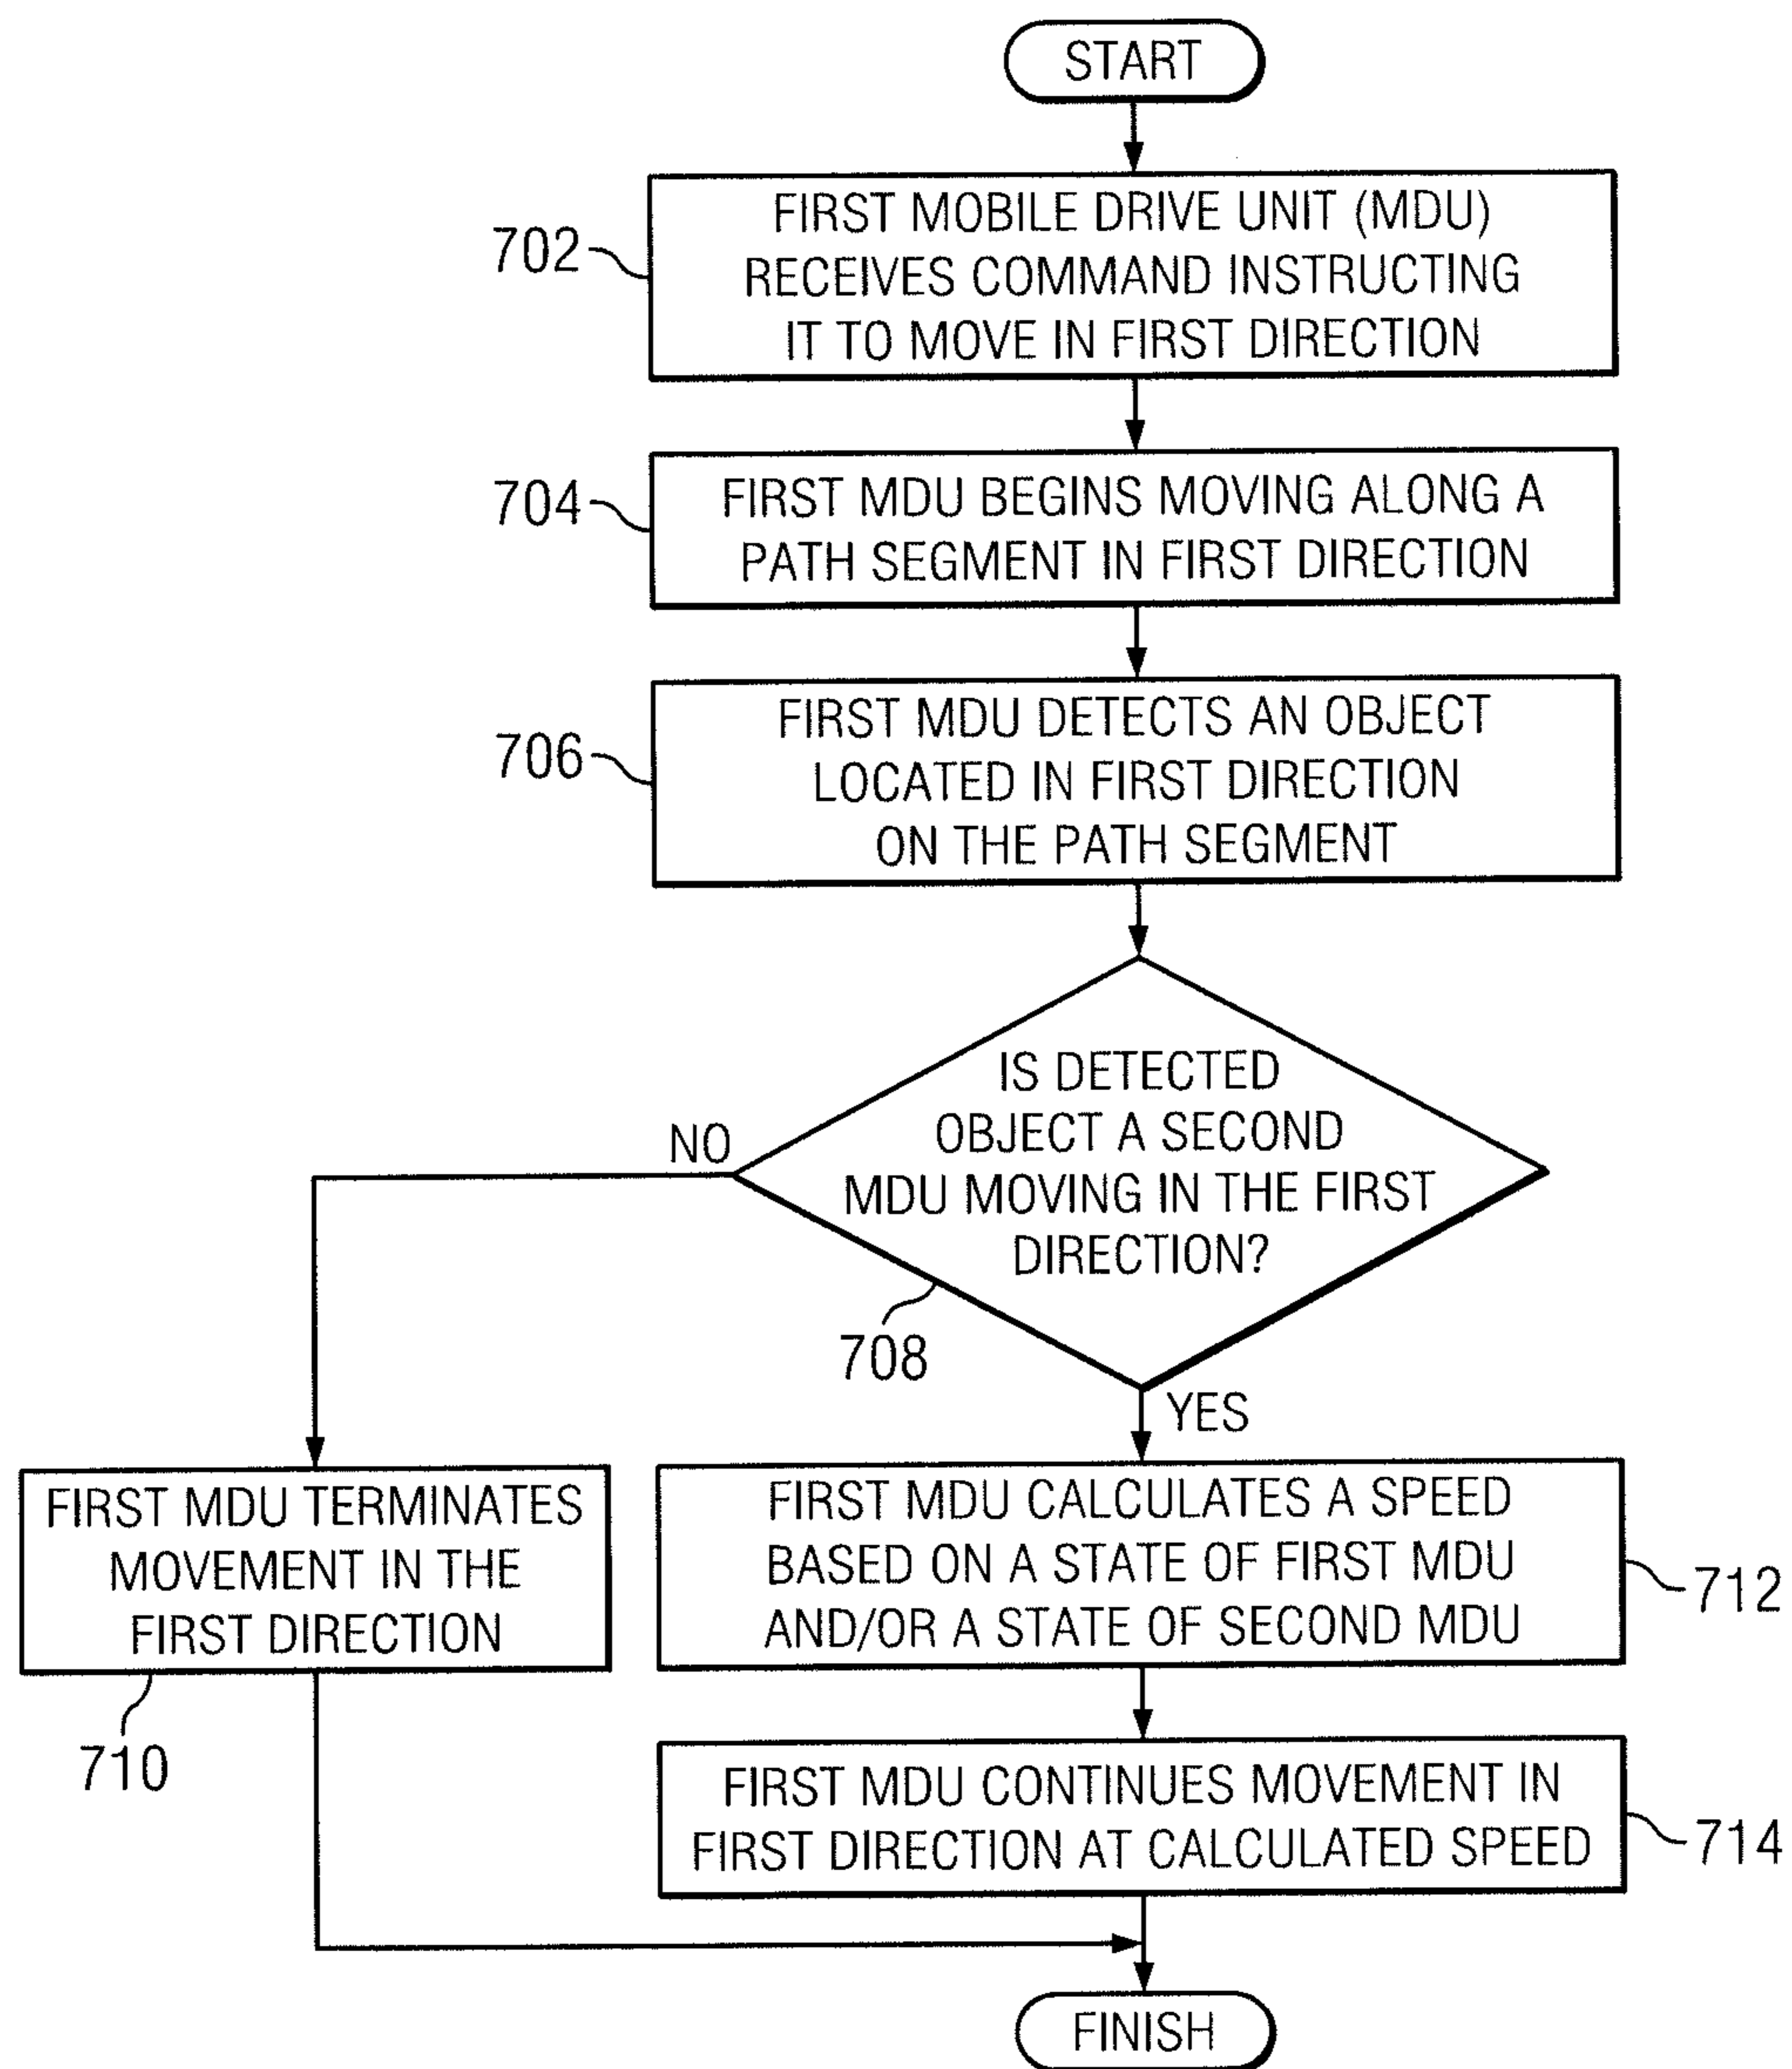 START
702
FIRST MOBILE DRIVE UNIT (MDU)
RECEIVES COMMAND INSTRUCTING
IT TO MOVE IN FIRST DIRECTION
704
FIRST MDU BEGINS MOVING ALONG A
PATH SEGMENT IN FIRST DIRECTION
706
FIRST MDU DETECTS AN OBJECT
LOCATED IN FIRST DIRECTION
ON THE PATH SEGMENT
IS DETECTED
OBJECT A SECOND
MDU MOVING IN THE FIRST
DIRECTION?
708
NO
YES
FIRST MDU TERMINATES
MOVEMENT IN THE
FIRST DIRECTION
710
FIRST MDU CALCULATES A SPEED
BASED ON A STATE OF FIRST MDU
AND/OR A STATE OF SECOND MDU
712
FIRST MDU CONTINUES MOVEMENT IN
FIRST DIRECTION AT CALCULATED SPEED
714
FINISH